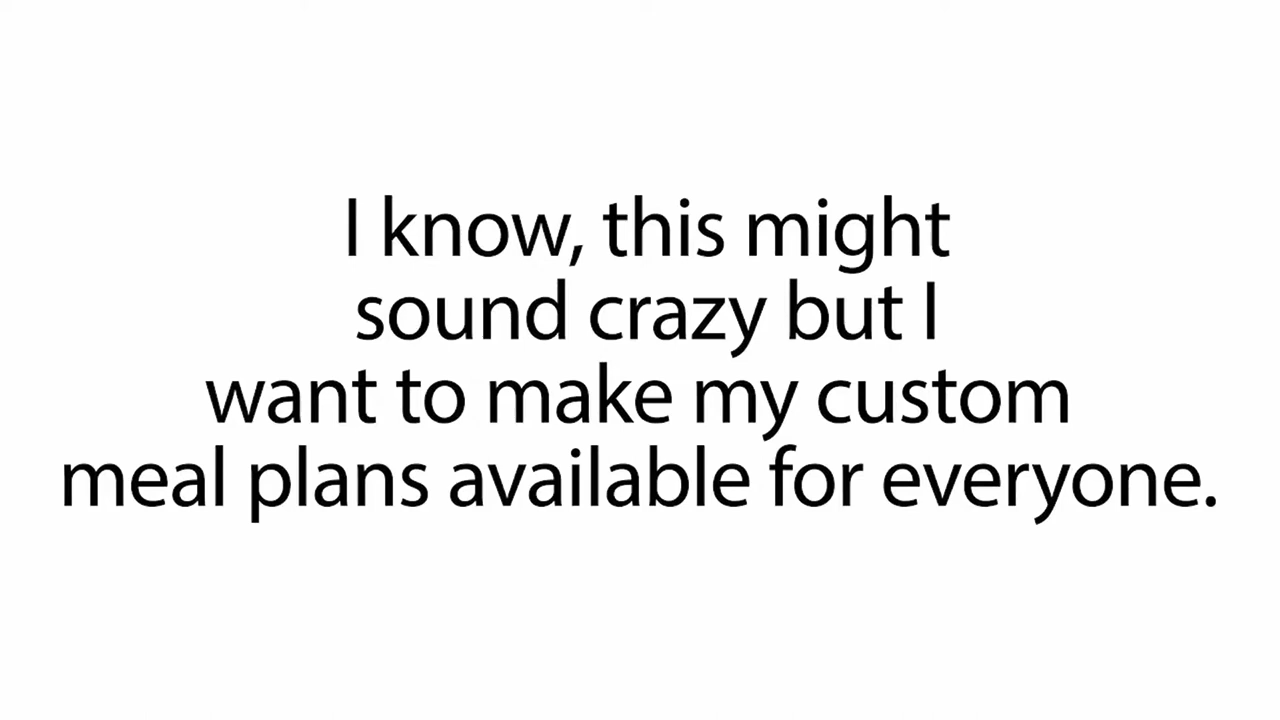 I know, this might
sound crazy but I
want to make my custom
meal plans available for everyone.